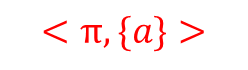 < π, {a} >